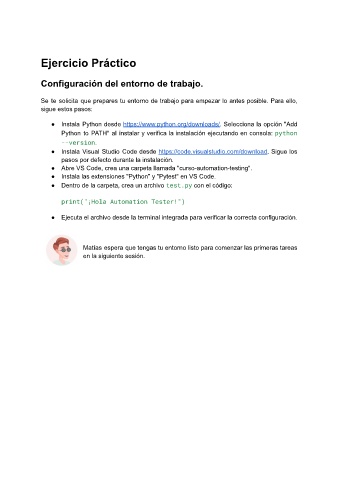 Ejercicio Práctico
Configuración del entorno de trabajo.
Se te solicita que prepares tu entorno de trabajo para empezar lo antes posible. Para ello,
sigue estos pasos:
● Instala Python desde https://www.python.org/downloads/. Selecciona la opción "Add
Python to PATH" al instalar y verifica la instalación ejecutando en consola: python
--version.
● Instala Visual Studio Code desde https://code.visualstudio.com/download. Sigue los
pasos por defecto durante la instalación.
● Abre VS Code, crea una carpeta llamada "curso-automation-testing".
● Instala las extensiones "Python" y "Pytest" en VS Code.
● Dentro de la carpeta, crea un archivo test.py con el código:
print("¡Hola Automation Tester!")
● Ejecuta el archivo desde la terminal integrada para verificar la correcta configuración.
Matías espera que tengas tu entorno listo para comenzar las primeras tareas
en la siguiente sesión.